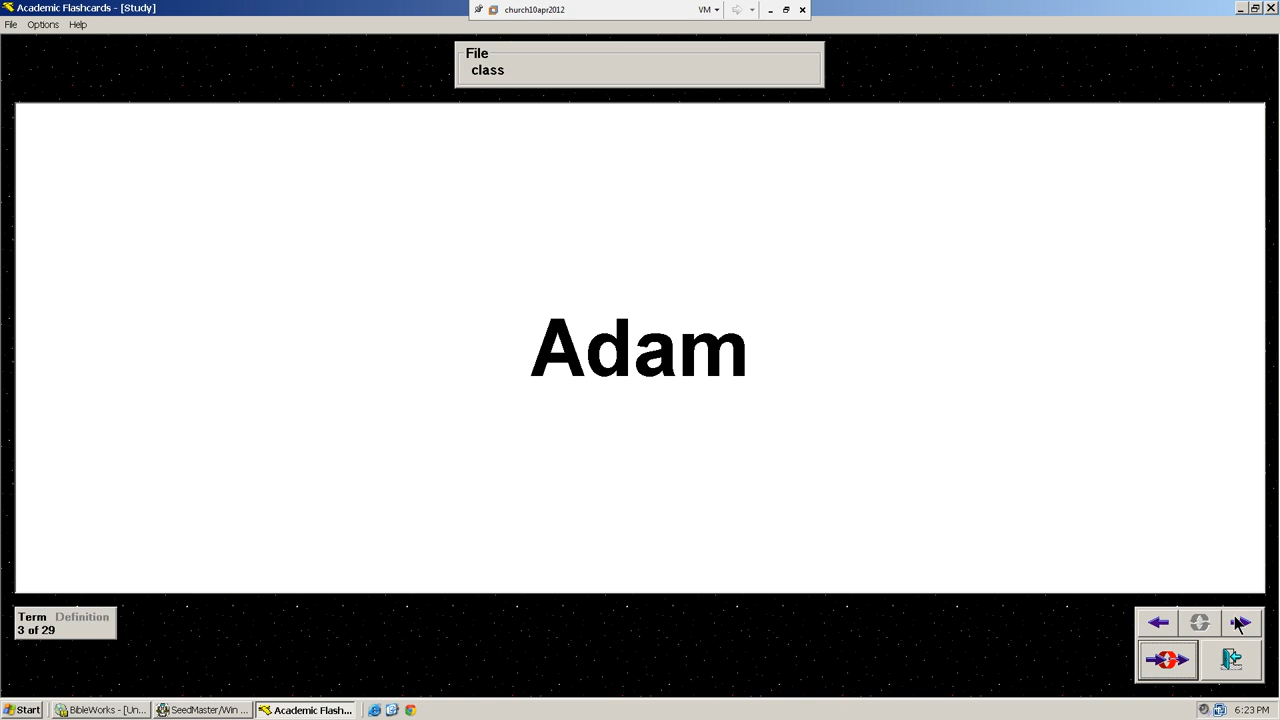 Academic Flashcards - [Study]
church10apr2012
VM
File Options Help
File
class
Adam
Term Definition
3 of 29
Start
BibleWorks - [Un...
SeedMaster/Win ...
Academic Flash...
6:23 PM